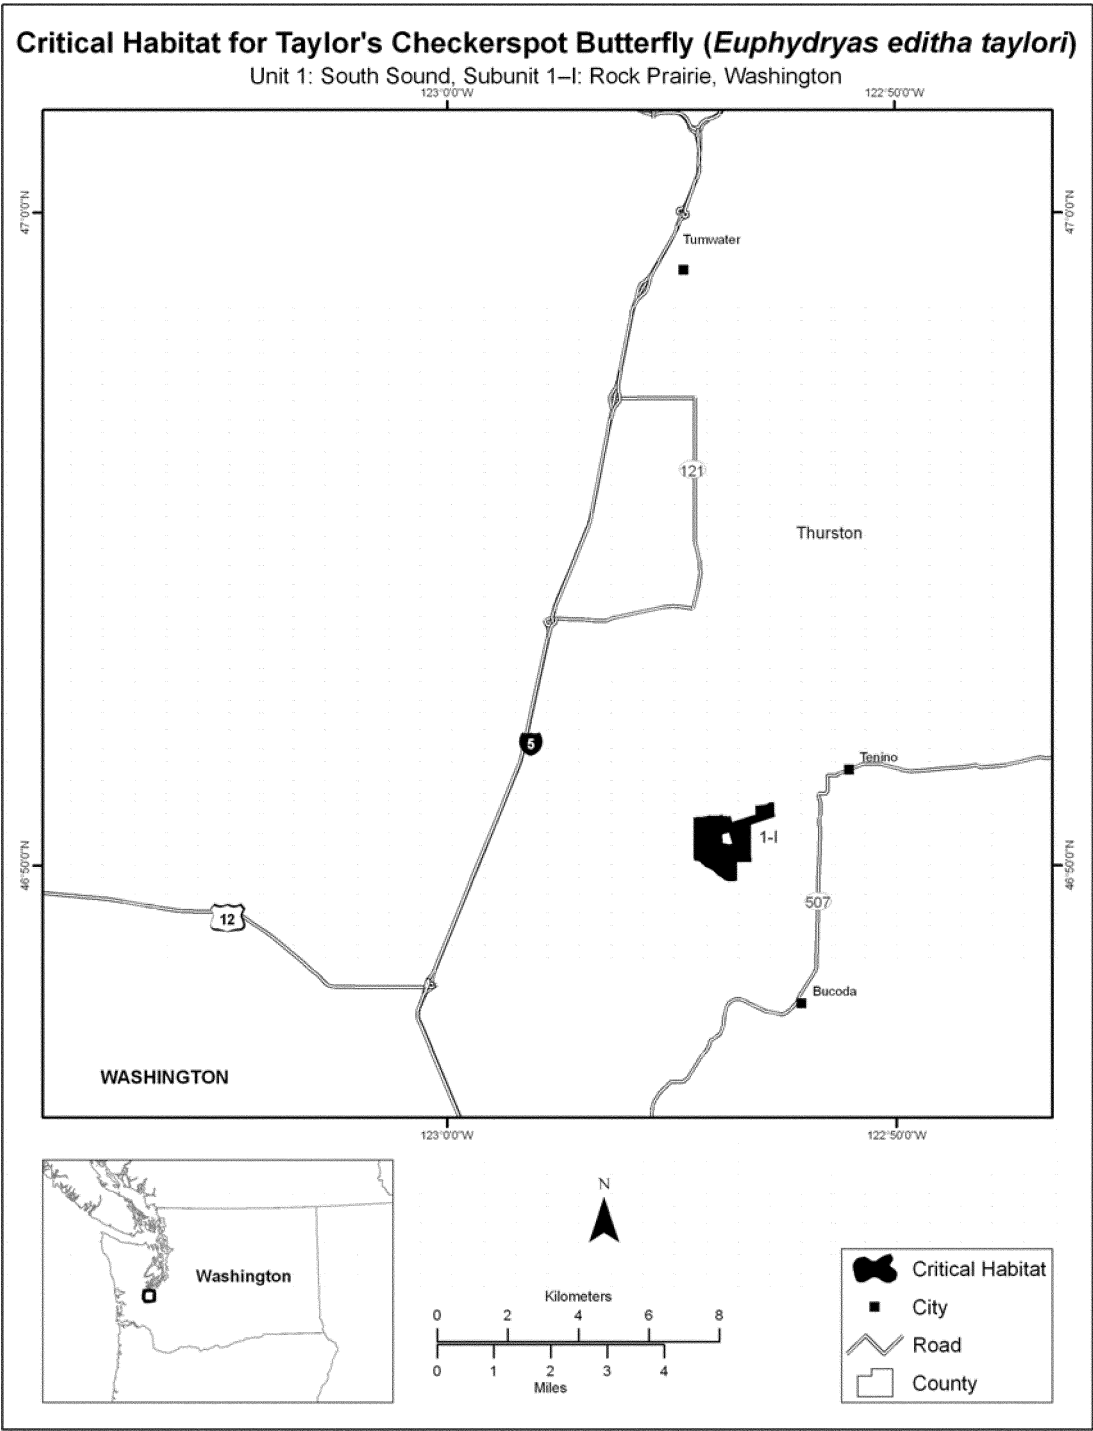 Critical Habitat for Taylor's Checkerspot Butterfly (Euphydryas editha taylori)
Unit 1: South Sound, Subunit 1–I: Rock Prairie, Washington
123°0'0"W
122°50'0"W
47°0'0"N
47°0'0"N
Tumwater
121
Thurston
5
Tenino
1-I
46°50'0"N
46°50'0"N
507
12
Bucoda
WASHINGTON
123°0'0"W
122°50'0"W
Washington
N
Kilometers
0 2 4 6 8
0 1 2 3 4
Miles
Critical Habitat
City
Road
County